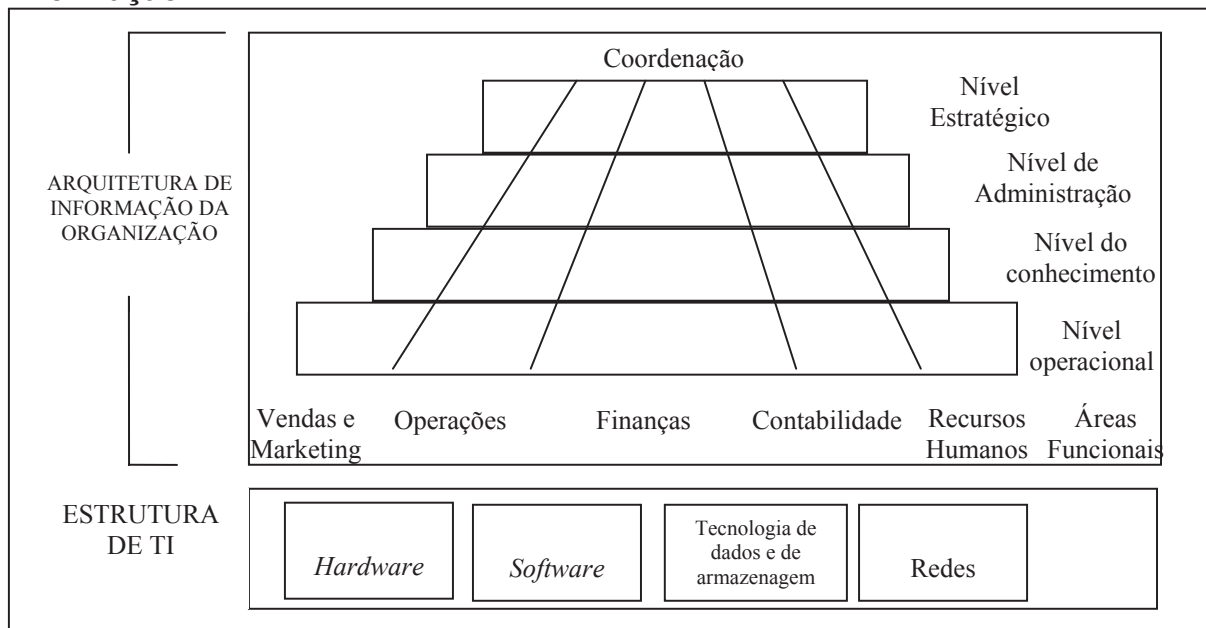 Coordenação
Nível
Estratégico
Nível de
Administração
Nível do
conhecimento
Nível
operacional
ARQUITETURA DE
INFORMAÇÃO DA
ORGANIZAÇÃO
Vendas e
Marketing
Operações
Finanças
Contabilidade
Recursos
Humanos
Áreas
Funcionais
ESTRUTURA
DE TI
Hardware
Software
Tecnologia de
dados e de
armazenagem
Redes